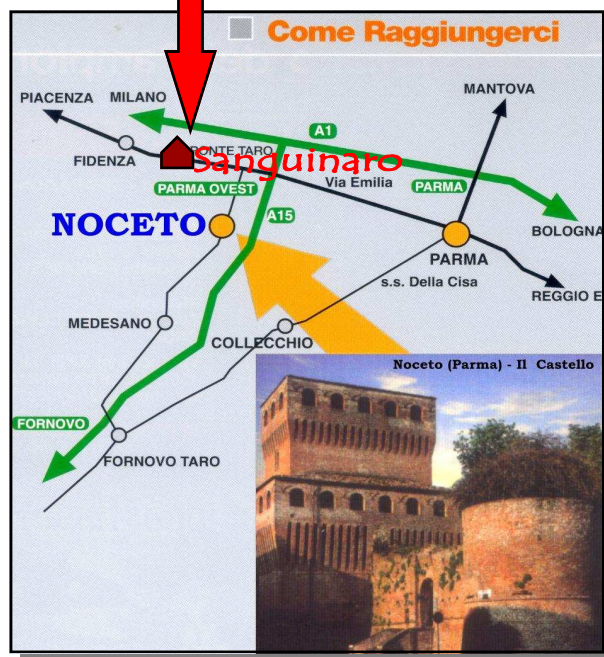 Come Raggiungerci
MANTOVA
PIACENZA
MILANO
A1
PONTE TARO
FIDENZA
Sanguinaro
Via Emilia
PARMA OVEST
PARMA
NOCETO
A15
BOLOGNA
PARMA
s.s. Della Cisa
REGGIO E
MEDESANO
COLLECCHIO
Noceto (Parma) - Il Castello
FORNOVO
FORNOVO TARO